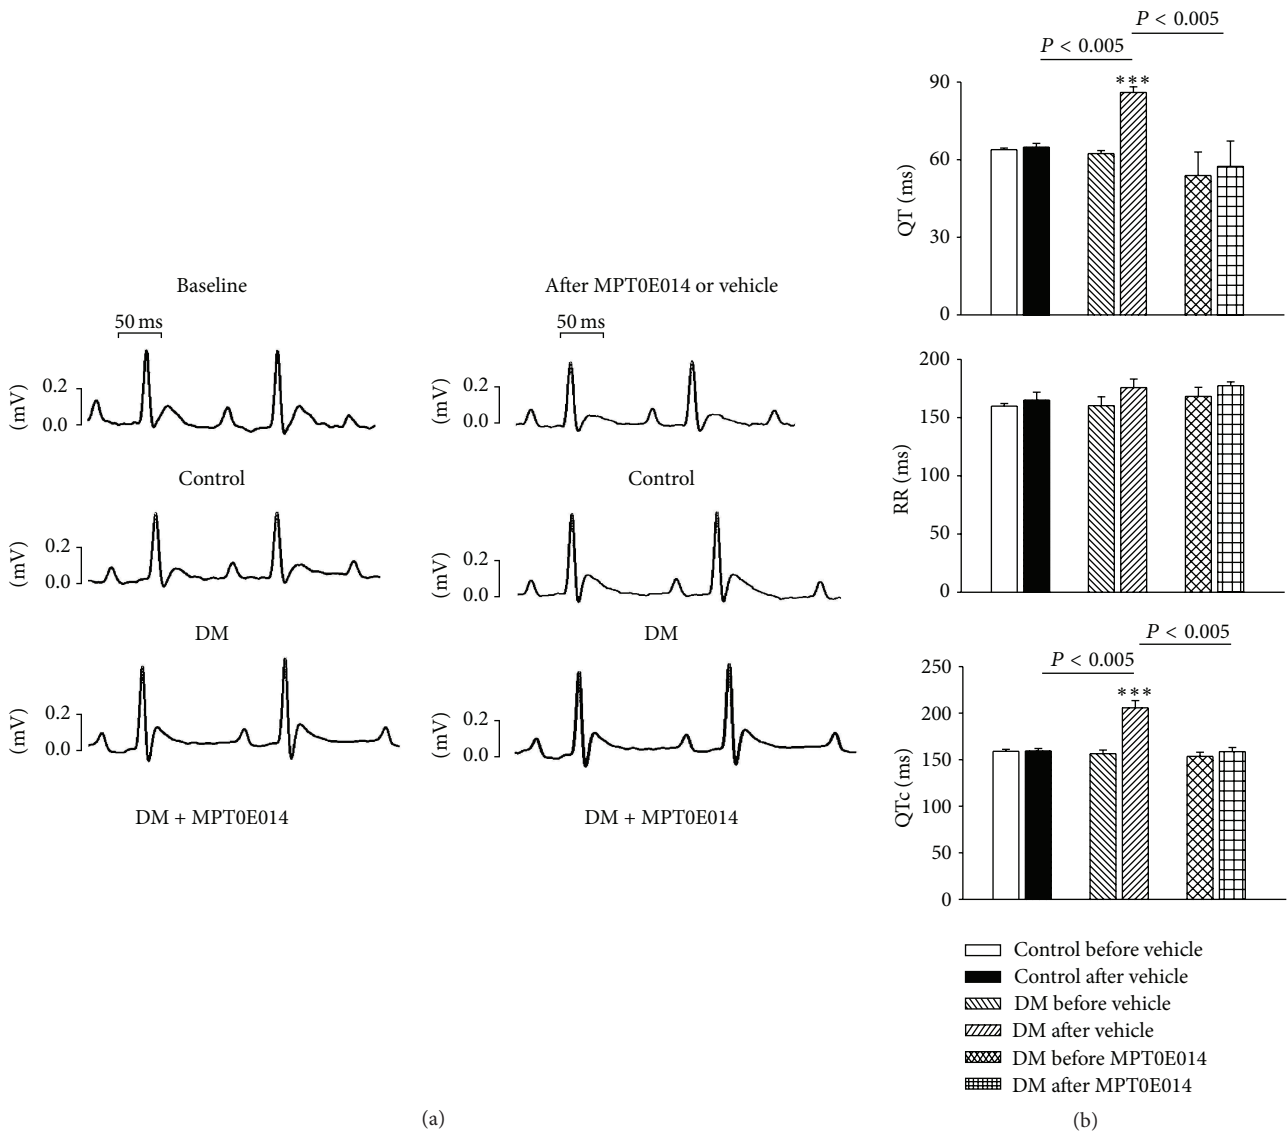 Baseline
After MPT0E014 or vehicle
50 ms
50 ms
(mV)
0.2
0.0
(mV)
0.2
0.0
Control
Control
(mV)
0.2
0.0
(mV)
0.2
0.0
DM
DM
(mV)
0.2
0.0
(mV)
0.2
0.0
DM + MPT0E014
DM + MPT0E014
(a)
P < 0.005
P < 0.005
***
QT (ms)
90
60
30
0
RR (ms)
200
150
100
50
0
P < 0.005
P < 0.005
***
QTc (ms)
250
200
150
100
50
0
Control before vehicle
Control after vehicle
DM before vehicle
DM after vehicle
DM before MPT0E014
DM after MPT0E014
(b)